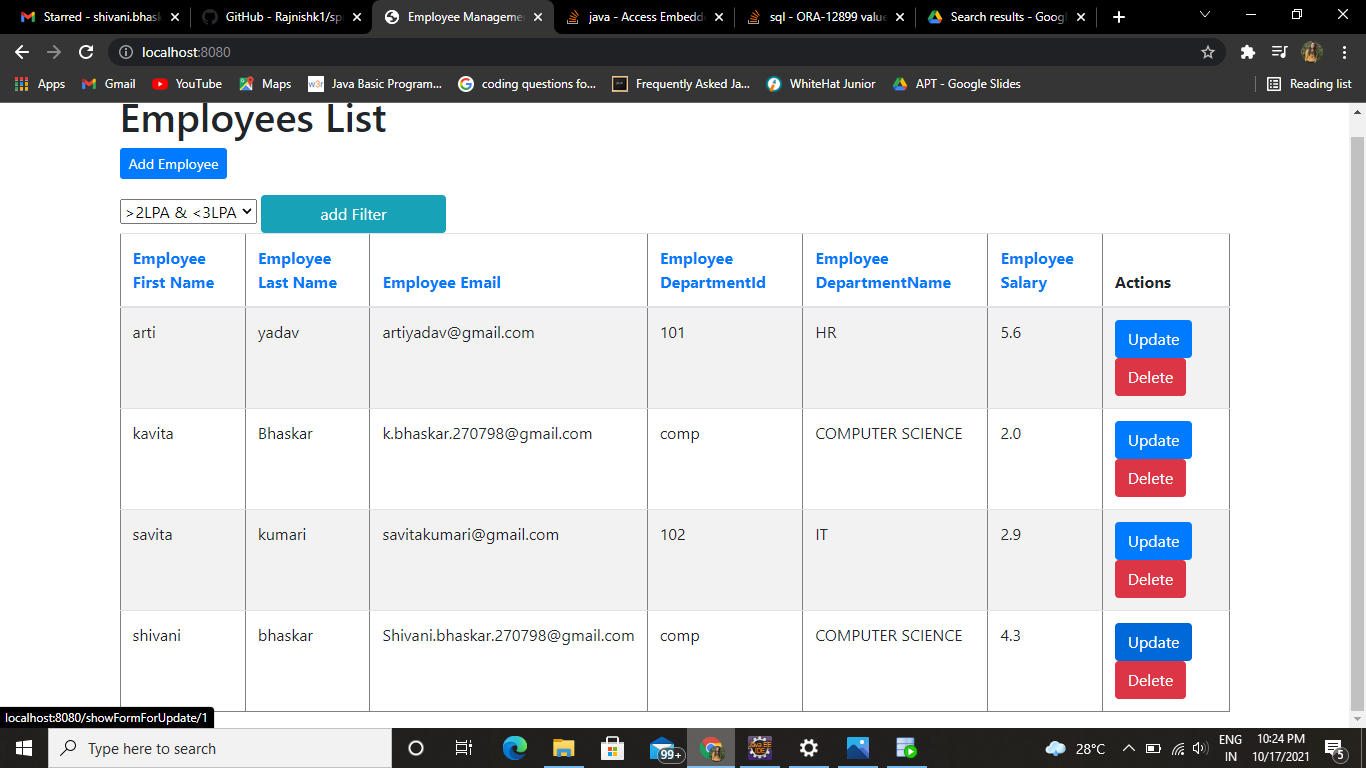 Starred - shivani.bhask
GitHub - Rajnishk1/spr
Employee Management
java - Access Embedde
sql - ORA-12899 value
Search results - Google
localhost:8080
Apps
Gmail
YouTube
Maps
w3r
Java Basic Program...
coding questions fo...
Frequently Asked Ja...
WhiteHat Junior
APT - Google Slides
Reading list
Employees List
Add Employee
>2LPA & <3LPA
add Filter
Employee First Name
Employee Last Name
Employee Email
Employee DepartmentId
Employee DepartmentName
Employee Salary
Actions
arti yadav artiyadav@gmail.com 101 HR 5.6 Update
Delete
kavita Bhaskar k.bhaskar.270798@gmail.com comp COMPUTER SCIENCE 2.0 Update
Delete
savita kumari savitakumari@gmail.com 102 IT 2.9 Update
Delete
shivani bhaskar Shivani.bhaskar.270798@gmail.com comp COMPUTER SCIENCE 4.3 Update
Delete
localhost:8080/showFormForUpdate/1
Type here to search
99+
28°C
ENG
IN
10:24 PM
10/17/2021
5